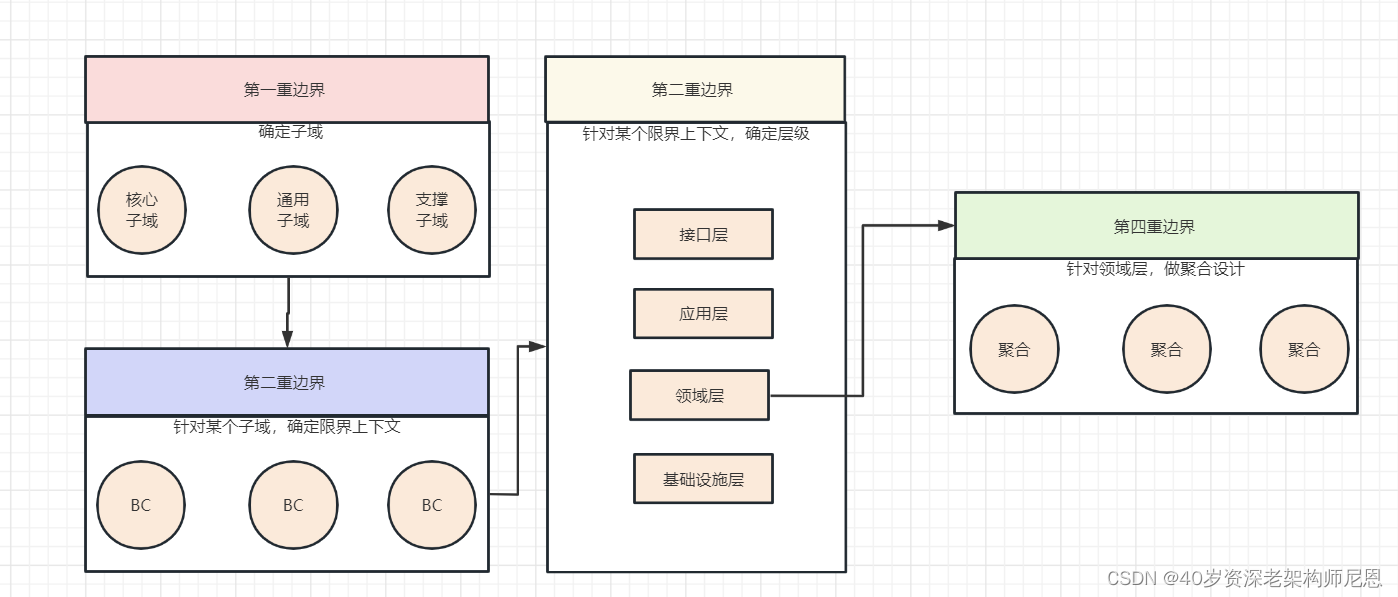 第一重边界
确定子域
核心
子域
通用
子域
支撑
子域
第二重边界
针对某个子域，确定限界上下文
BC
BC
BC
第二重边界
针对某个限界上下文，确定层级
接口层
应用层
领域层
基础设施层
第四重边界
针对领域层，做聚合设计
聚合
聚合
聚合
CSDN @40岁资深老架构师尼恩